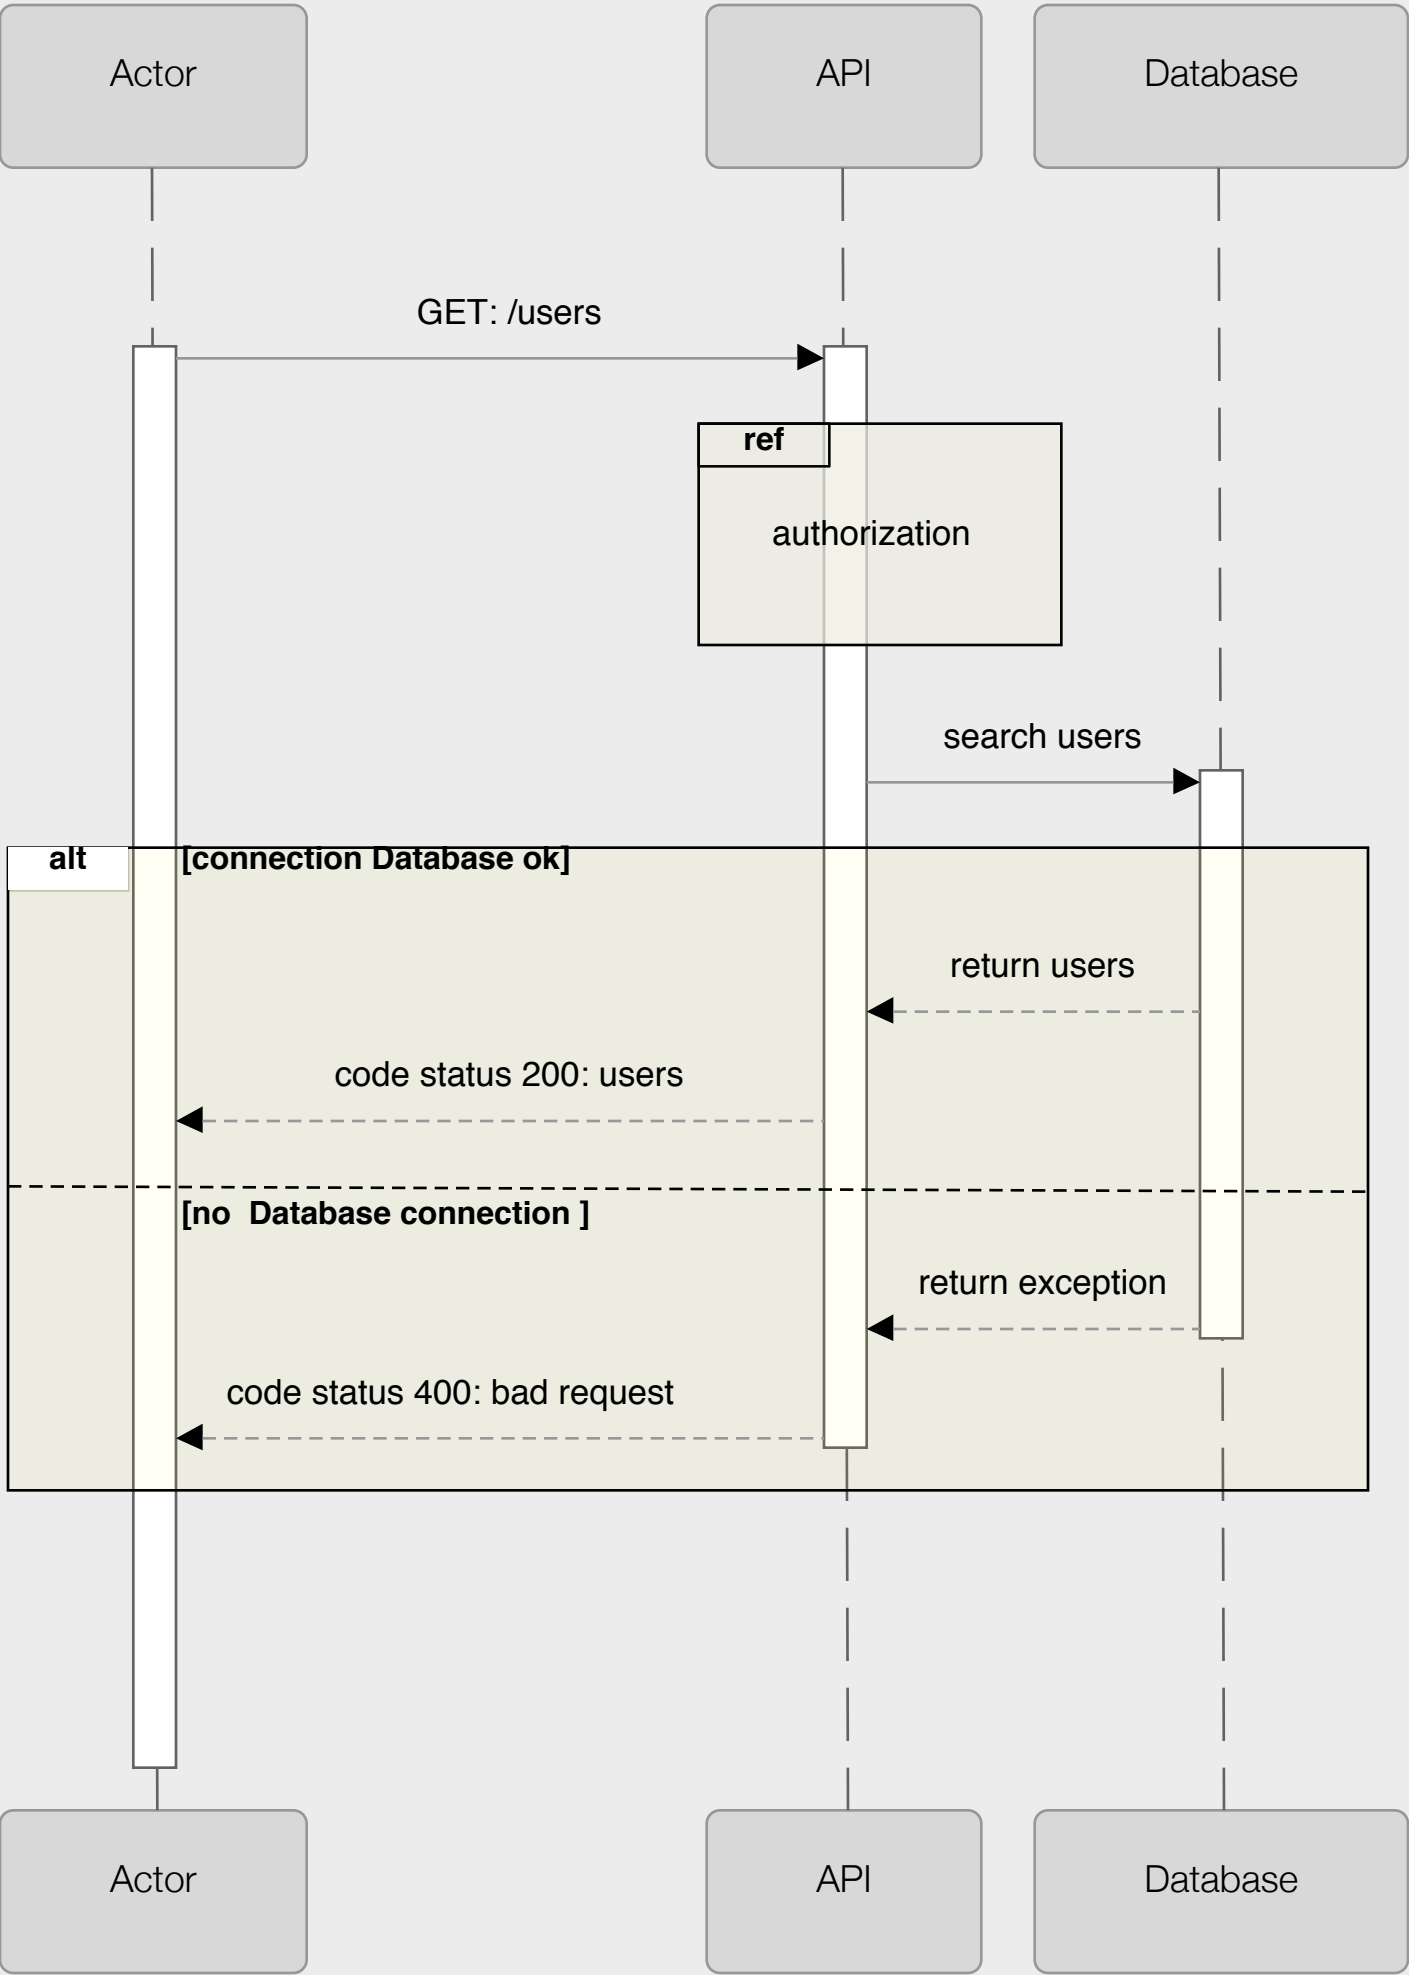 Actor
API
Database
GET: /users
ref
authorization
search users
alt
[connection Database ok]
return users
code status 200: users
[no  Database connection ]
return exception
code status 400: bad request
Actor
API
Database